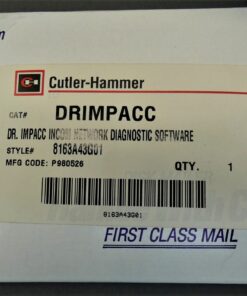 Cutler-Hammer
CAT# DRIMPACC
DR. IMPACC INCOM NETWORK DIAGNOSTIC SOFTWARE
STYLE# 8163A43G01
MFG CODE: P980526 QTY. 1
8163A43G01
FIRST CLASS MAIL